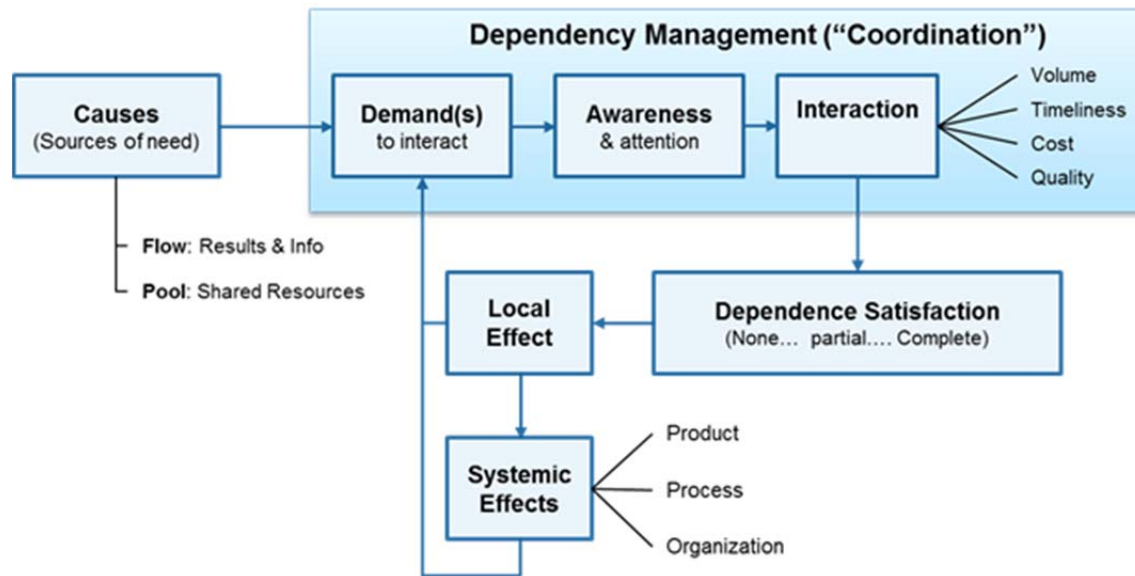 Dependency Management (“Coordination”)
Causes
(Sources of need)
Demand(s)
to interact
Awareness
& attention
Interaction
Volume
Timeliness
Cost
Quality
Flow: Results & Info
Pool: Shared Resources
Local
Effect
Dependence Satisfaction
(None... partial.... Complete)
Systemic
Effects
Product
Process
Organization